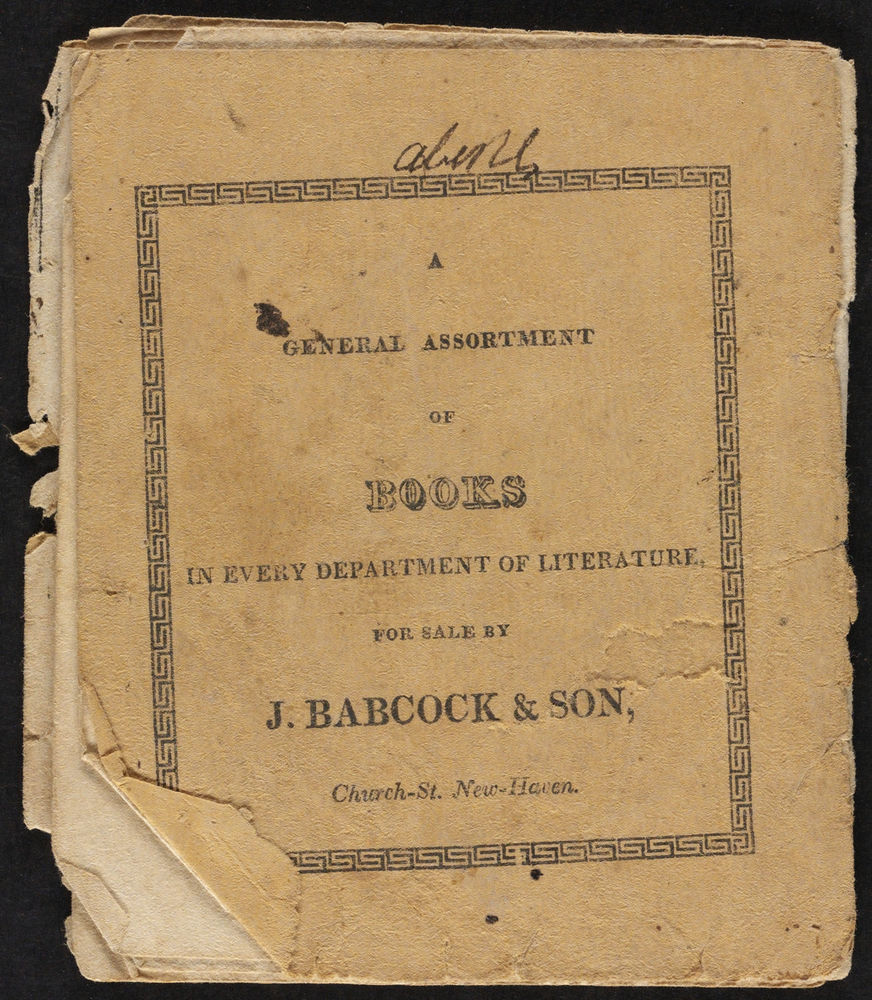 A
GENERAL ASSORTMENT
OF
BOOKS
IN EVERY DEPARTMENT OF LITERATURE,
FOR SALE BY
J. BABCOCK & SON,
Church-St. New-Haven.